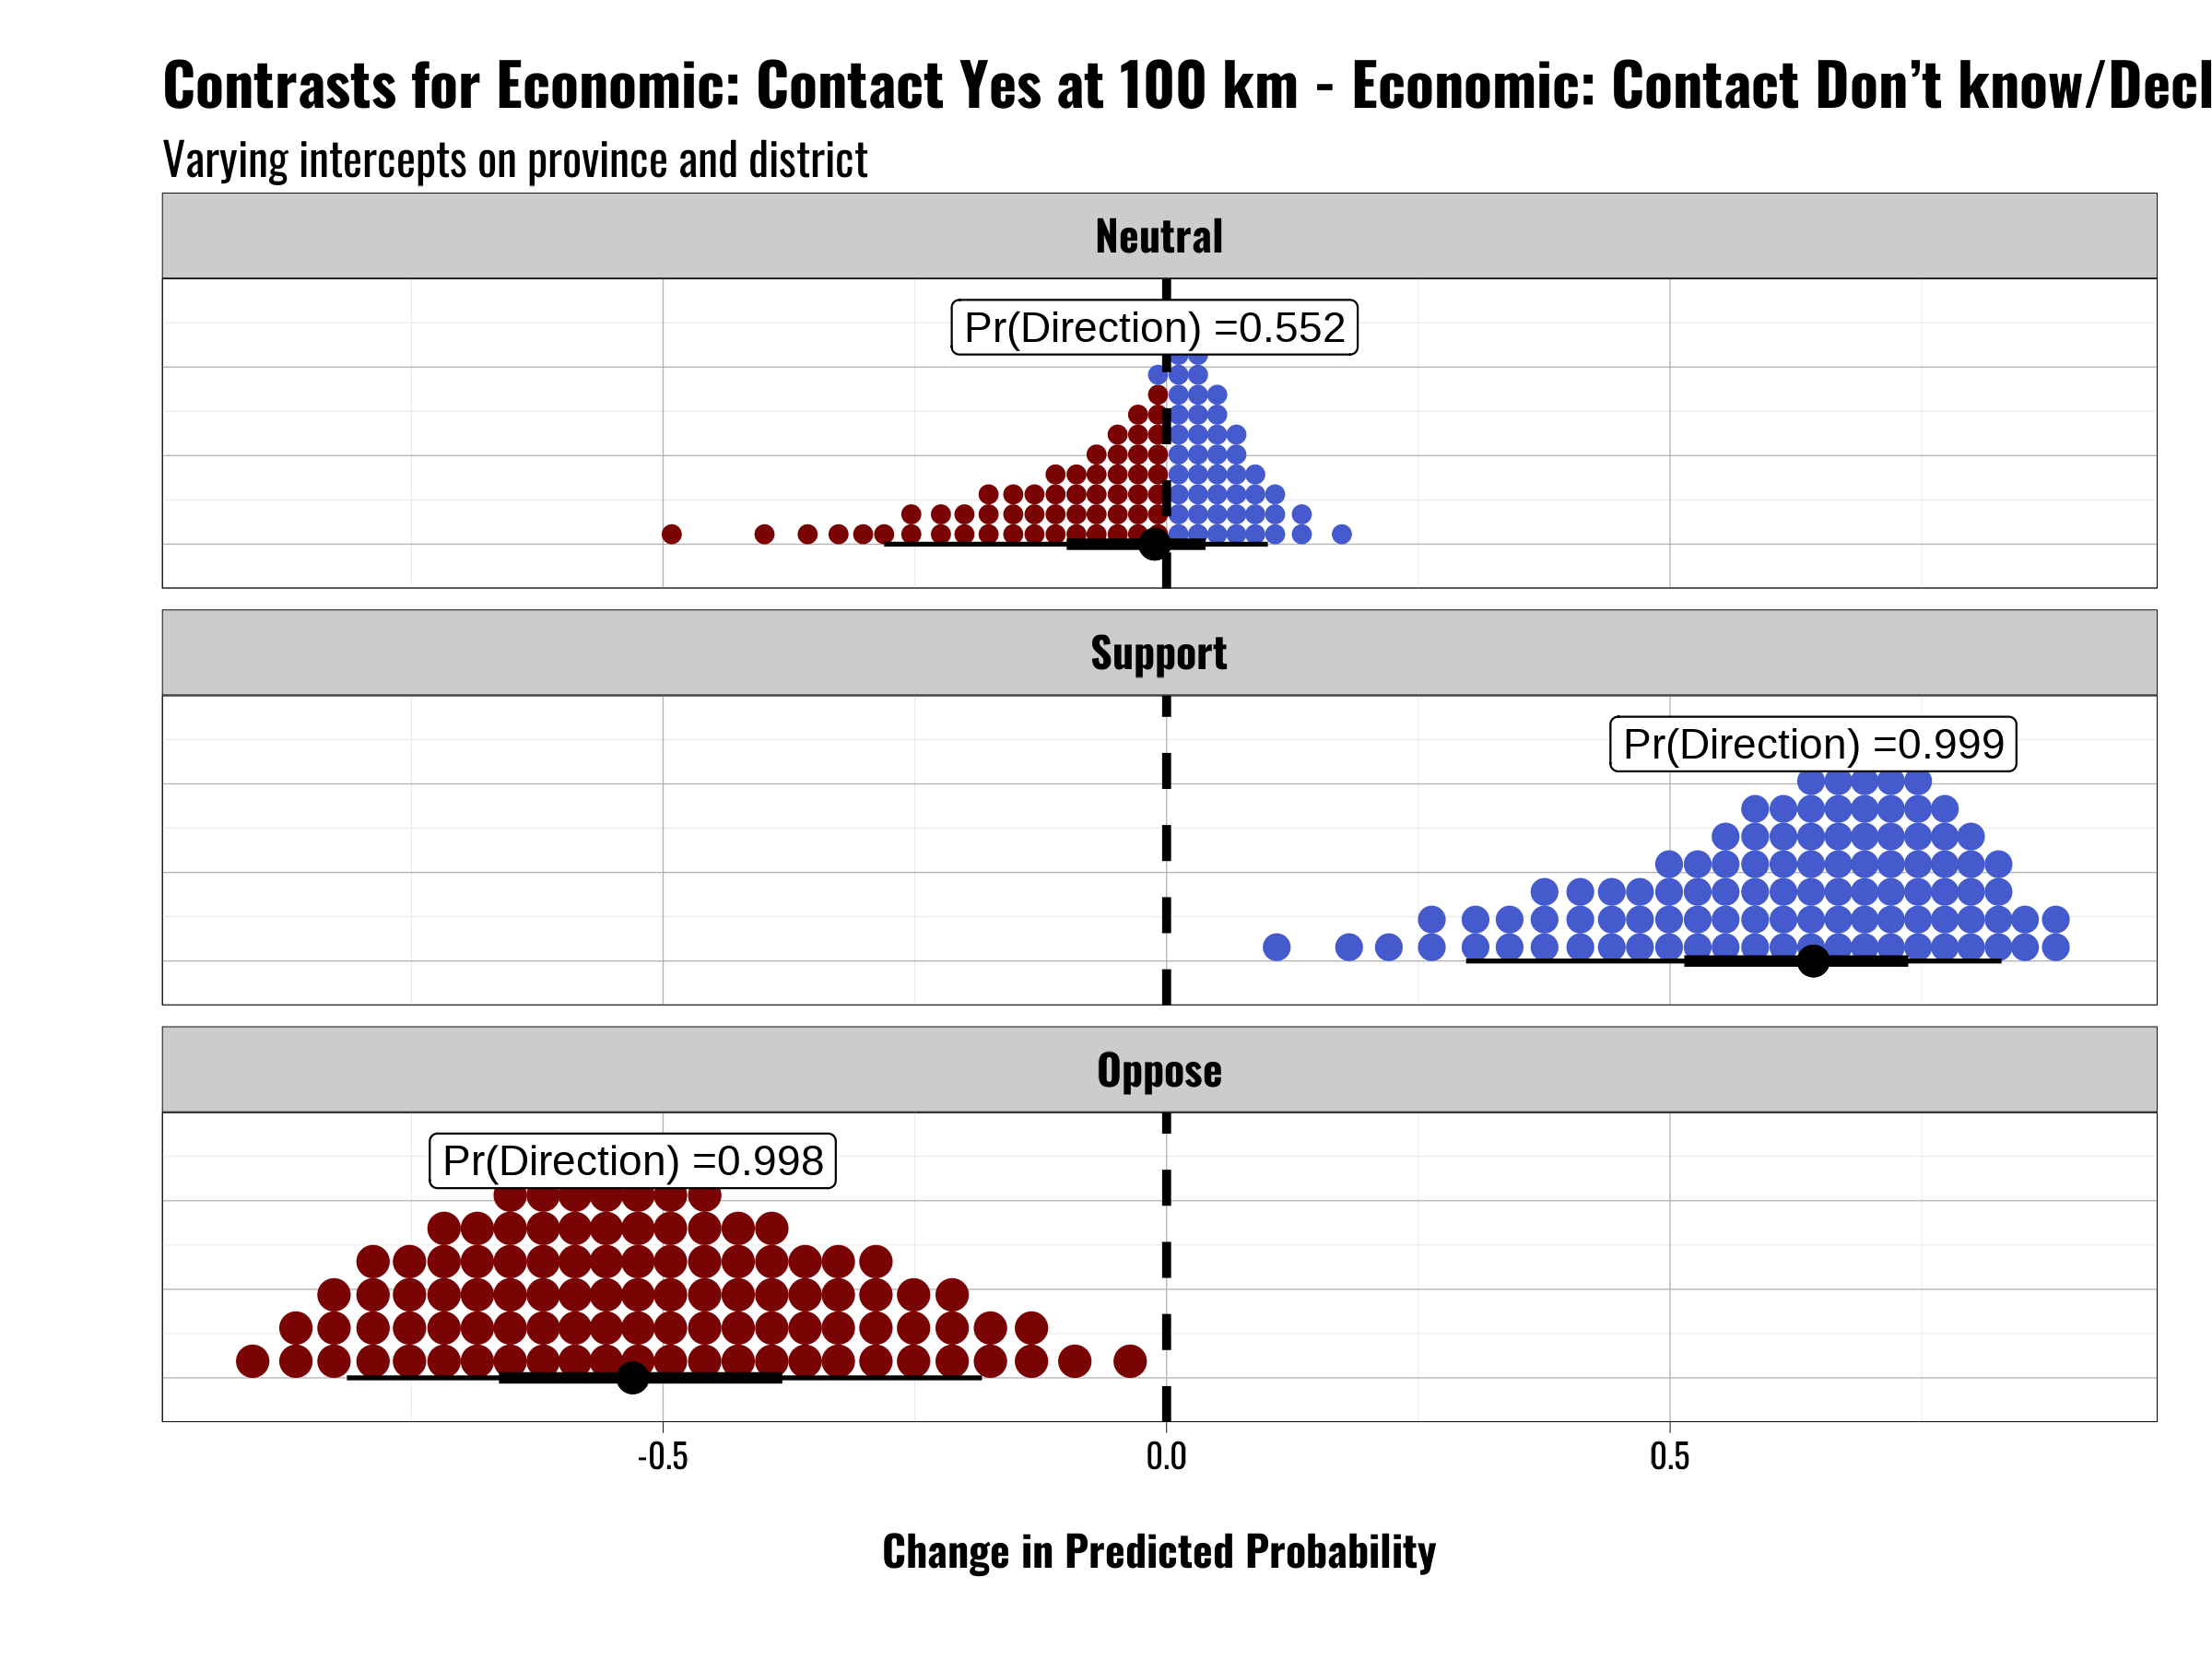 Contrasts for Economic: Contact Yes at 100 km - Economic: Contact Don’t know/Decl
Varying intercepts on province and district
Neutral
Pr(Direction) =0.552
Support
Pr(Direction) =0.999
Oppose
Pr(Direction) =0.998
-0.5 0.0 0.5
Change in Predicted Probability